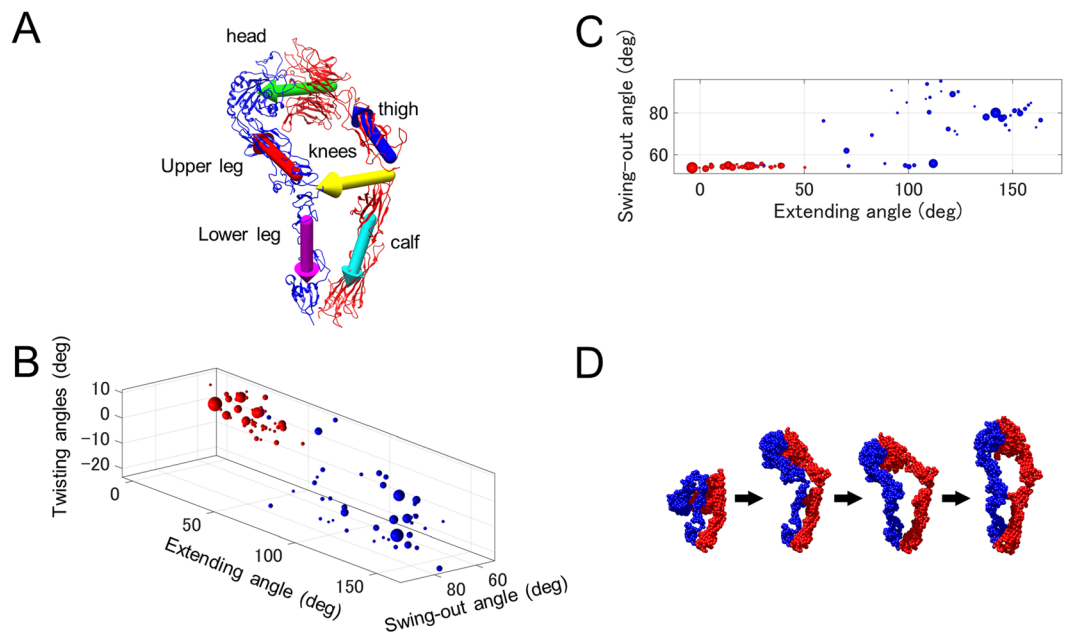 A
head
thigh
knees
Upper leg
Lower leg
calf
B
Twisting angles (deg)
10
0
−10
−20
0
50
100
150
Extending angle (deg)
80
60
Swing-out angle (deg)
C
Swing-out angle (deg)
80
60
0
50
100
150
Extending angle (deg)
D